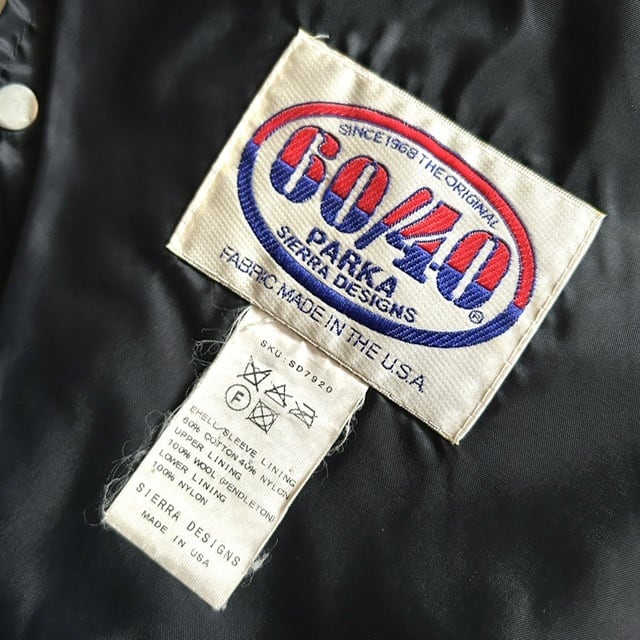 SINCE 1968 THE ORIGINAL
60/40
PARKA
SIERRA DESIGNS
®
FABRIC MADE IN THE U.S.A.
SKU:SD7920
F
SHELL/SLEEVE LINING
60% COTTON 40% NYLON
UPPER LINING
100% WOOL (PENDLETON)
LOWER LINING
100% NYLON
SIERRA DESIGNS
MADE IN USA